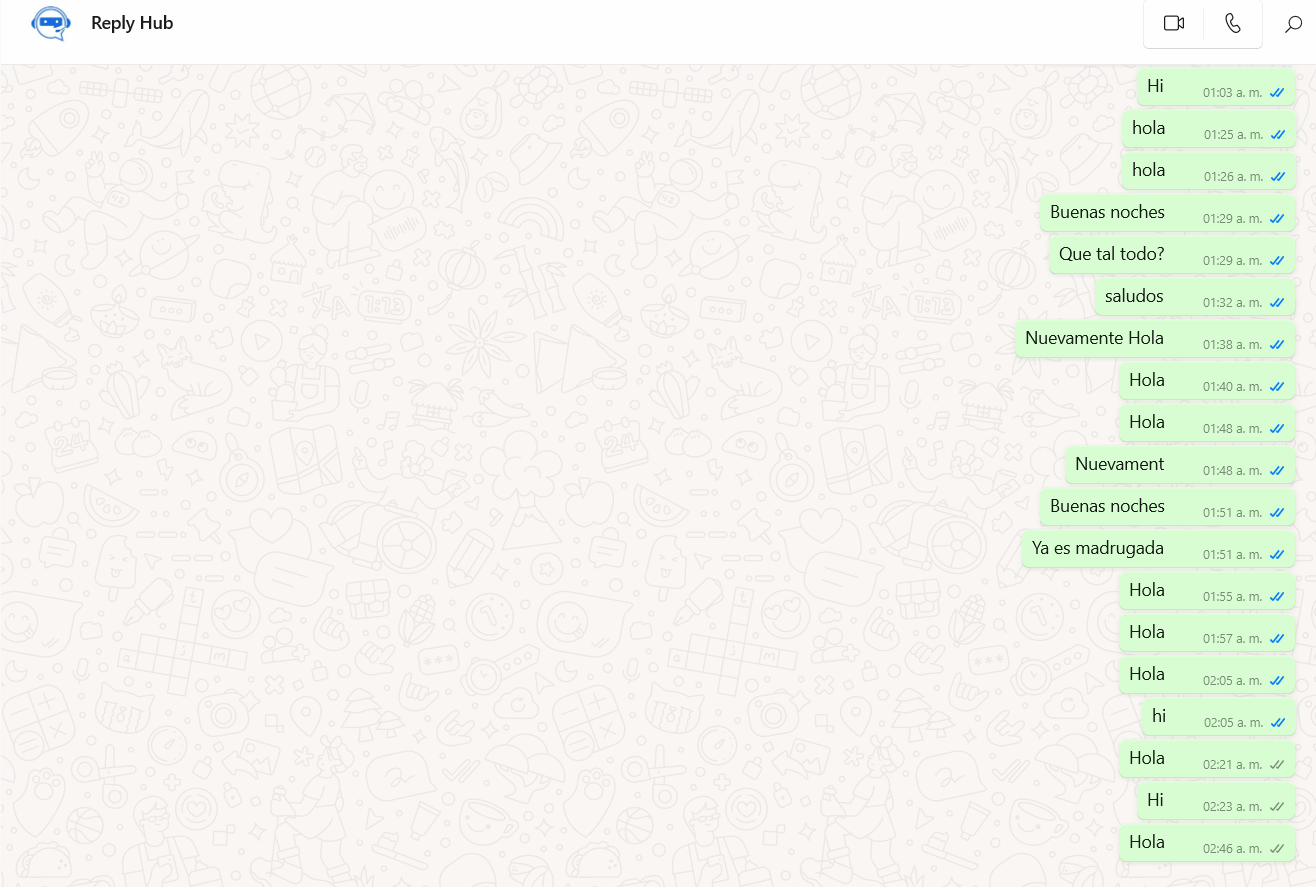 Reply Hub
Hi 01:03 a. m.
hola 01:25 a. m.
hola 01:26 a. m.
Buenas noches 01:29 a. m.
Que tal todo? 01:29 a. m.
saludos 01:32 a. m.
Nuevamente Hola 01:38 a. m.
Hola 01:40 a. m.
Hola 01:48 a. m.
Nuevament 01:48 a. m.
Buenas noches 01:51 a. m.
Ya es madrugada 01:51 a. m.
Hola 01:55 a. m.
Hola 01:57 a. m.
Hola 02:05 a. m.
hi 02:05 a. m.
Hola 02:21 a. m.
Hi 02:23 a. m.
Hola 02:46 a. m.